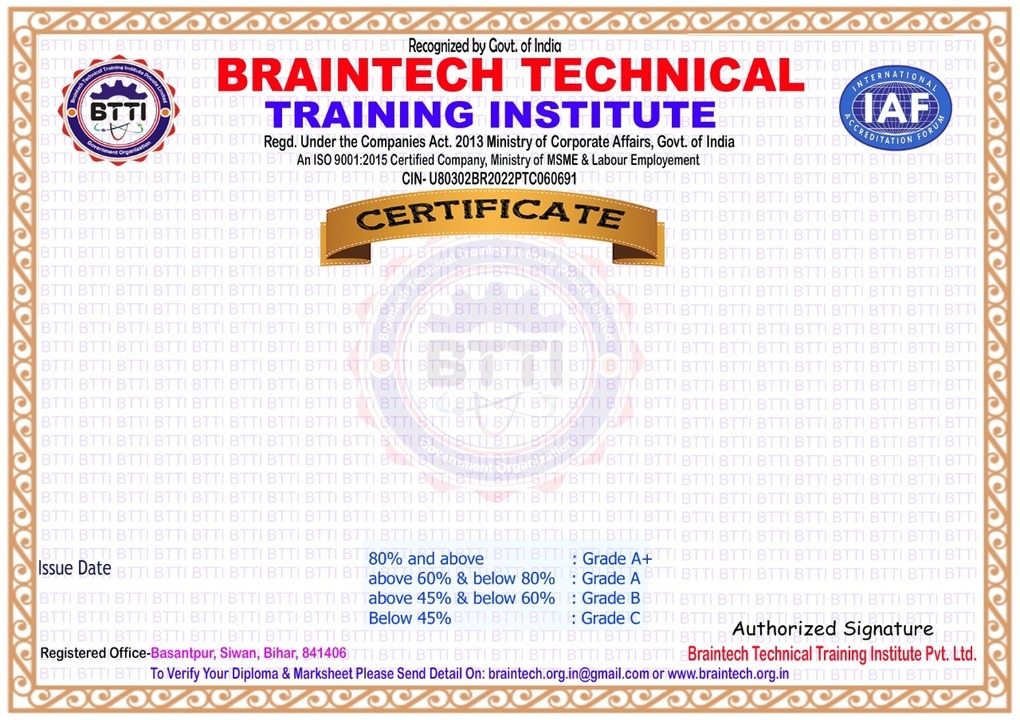 Recognized by Govt. of India
BRAINTECH TECHNICAL
TRAINING INSTITUTE
Regd. Under the Companies Act. 2013 Ministry of Corporate Affairs, Govt. of India
An ISO 9001:2015 Certified Company, Ministry of MSME & Labour Employement
CIN- U80302BR2022PTC060691
Braintech Technical Training Institute Private Limited
BTTI
Government Organization
INTERNATIONAL
IAF
ACCREDITATION FORUM
CERTIFICATE
BTTI
Government Organization
Issue Date
80% and above : Grade A+
above 60% & below 80% : Grade A
above 45% & below 60% : Grade B
Below 45% : Grade C
Authorized Signature
Registered Office-Basantpur, Siwan, Bihar, 841406
Braintech Technical Training Institute Pvt. Ltd.
To Verify Your Diploma & Marksheet Please Send Detail On: braintech.org.in@gmail.com or www.braintech.org.in